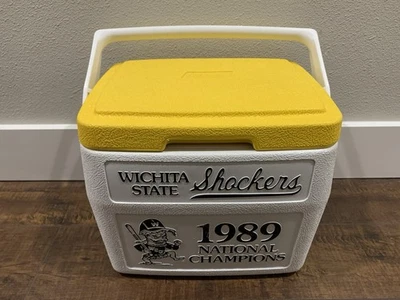 WICHITA
STATE Shockers
1989
NATIONAL
CHAMPIONS